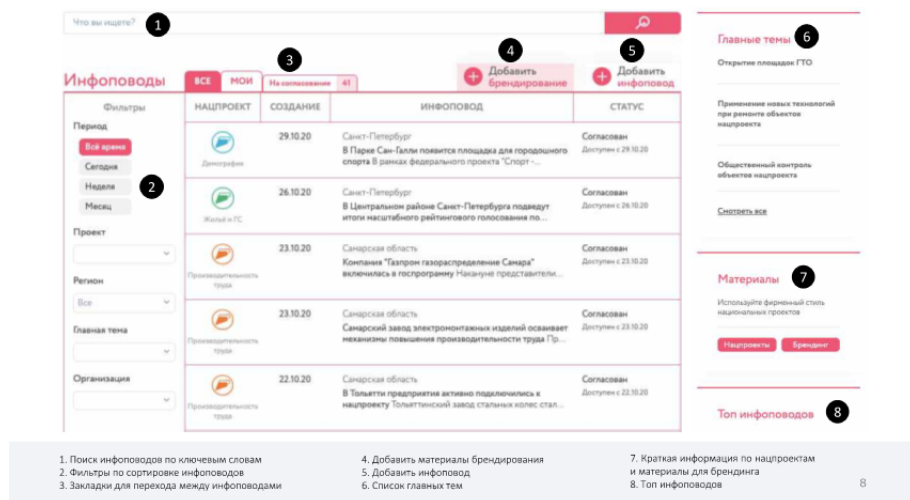 Что вы ищете?
1
Инфоповоды
ВСЕ
МОИ
3
На согласовании 41
4
Добавить
брендирование
5
Добавить
инфоповод
Фильтры
Период
Всё время
Сегодня
Неделя
Месяц
2
Проект
Регион
Все
Главная тема
Организация
НАЦПРОЕКТ
СОЗДАНИЕ
ИНФОПОВОД
СТАТУС
Демография
29.10.20
Санкт-Петербург
В Парке Сан-Галли появится площадка для городошного
спорта В рамках федерального проекта "Спорт -...
Согласован
Доступен с 29.10.20
Жильё и ГС
26.10.20
Санкт-Петербург
В Центральном районе Санкт-Петербурга подведут
итоги масштабного рейтингового голосования по...
Согласован
Доступен с 26.10.20
Производительность
труда
23.10.20
Самарская область
Компания "Газпром газораспределение Самара"
включилась в госпрограмму Накануне представители...
Согласован
Доступен с 23.10.20
Производительность
труда
23.10.20
Самарская область
Самарский завод электромонтажных изделий осваивает
механизмы повышения производительности труда Пр...
Согласован
Доступен с 23.10.20
Производительность
труда
22.10.20
Самарская область
В Тольятти предприятия активно подключились к
нацпроекту Тольяттинский завод стальных колес стал...
Согласован
Доступен с 22.10.20
Главные темы
6
Открытие площадок ГТО
Применение новых технологий
при ремонте объектов
нацпроекта
Общественный контроль
объектов нацпроекта
Смотреть все
Материалы
7
Используйте фирменный стиль
национальных проектов
Нацпроекты
Брендинг
Топ инфоповодов
8
1. Поиск инфоповодов по ключевым словам
2. Фильтры по сортировке инфоповодов
3. Закладки для перехода между инфоповодами
4. Добавить материалы брендирования
5. Добавить инфоповод
6. Список главных тем
7. Краткая информация по нацпроектам
и материалы для брендинга
8. Топ инфоповодов
8